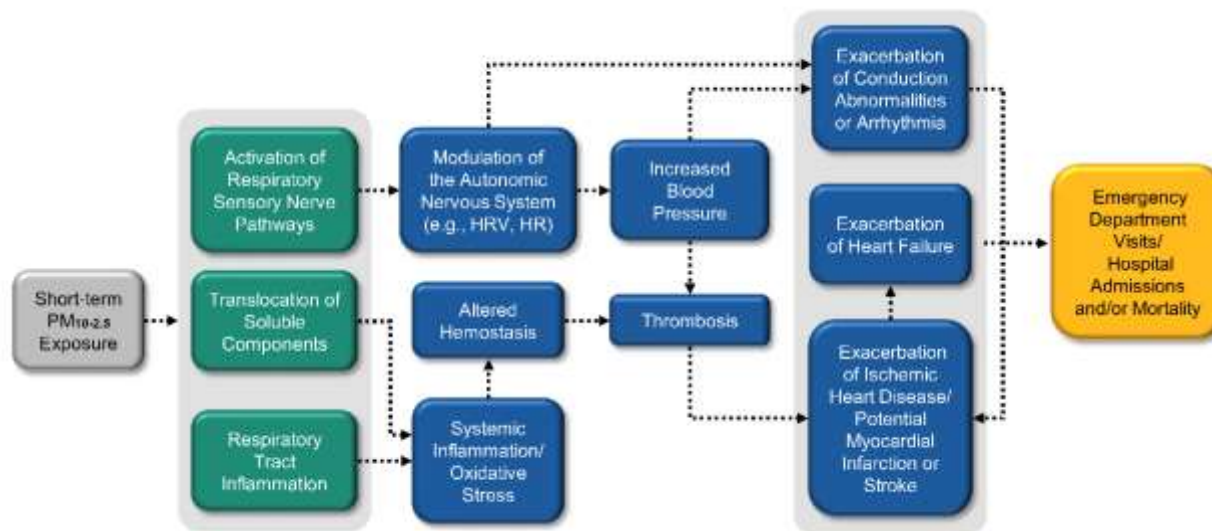 Short-term
PM10-2.5
Exposure
Activation of
Respiratory
Sensory Nerve
Pathways
Translocation of
Soluble
Components
Respiratory
Tract
Inflammation
Modulation of
the Autonomic
Nervous System
(e.g., HRV, HR)
Altered
Hemostasis
Systemic
Inflammation/
Oxidative
Stress
Increased
Blood
Pressure
Thrombosis
Exacerbation
of Conduction
Abnormalities
or Arrhythmia
Exacerbation
of Heart Failure
Exacerbation
of Ischemic
Heart Disease/
Potential
Myocardial
Infarction or
Stroke
Emergency
Department
Visits/
Hospital
Admissions
and/or Mortality